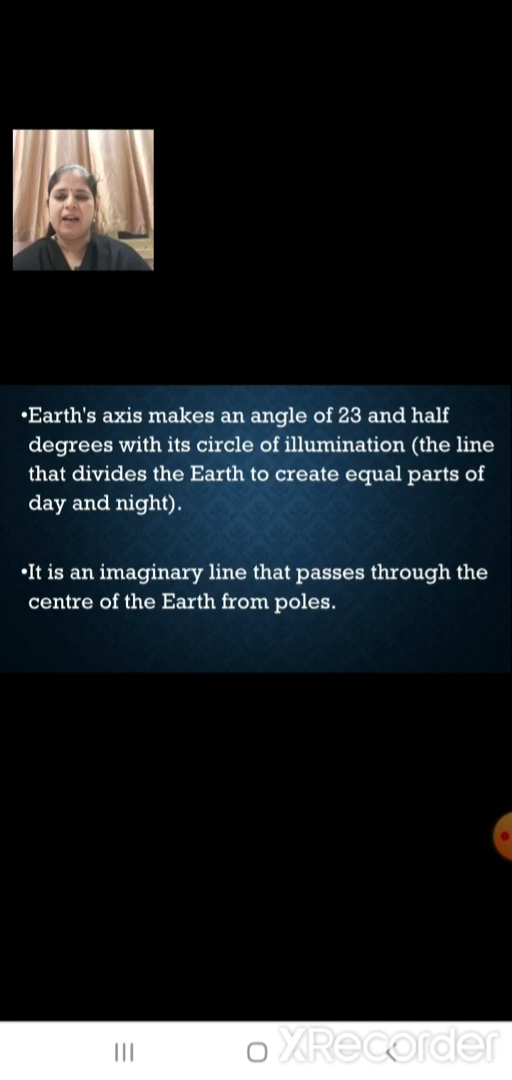 •Earth's axis makes an angle of 23 and half
degrees with its circle of illumination (the line
that divides the Earth to create equal parts of
day and night).
•It is an imaginary line that passes through the
centre of the Earth from poles.
XRecorder